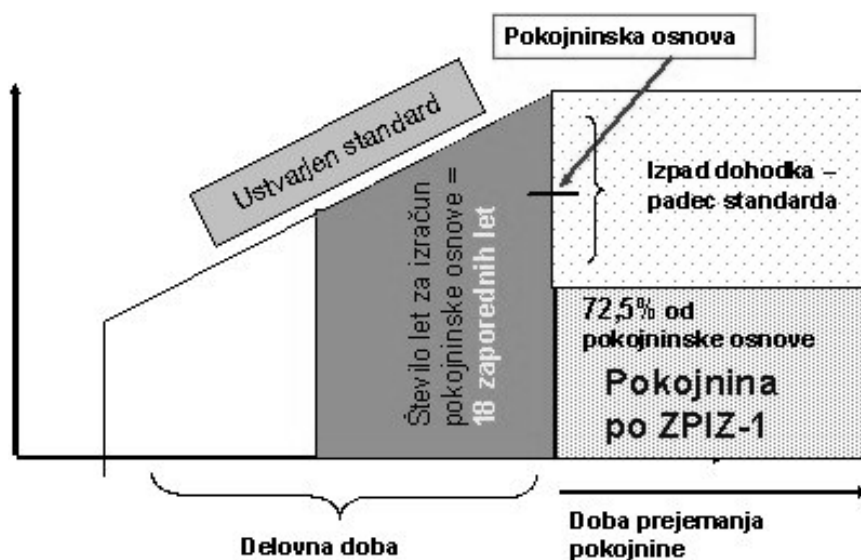 Pokojninska osnova
Ustvarjen standard
Število let za izračun
pokojninske osnove =
18 zaporednih let
Izpad dohodka –
padec standarda
72,5% od
pokojninske osnove
Pokojnina
po ZPIZ-1
Delovna doba
Doba prejemanja
pokojnine